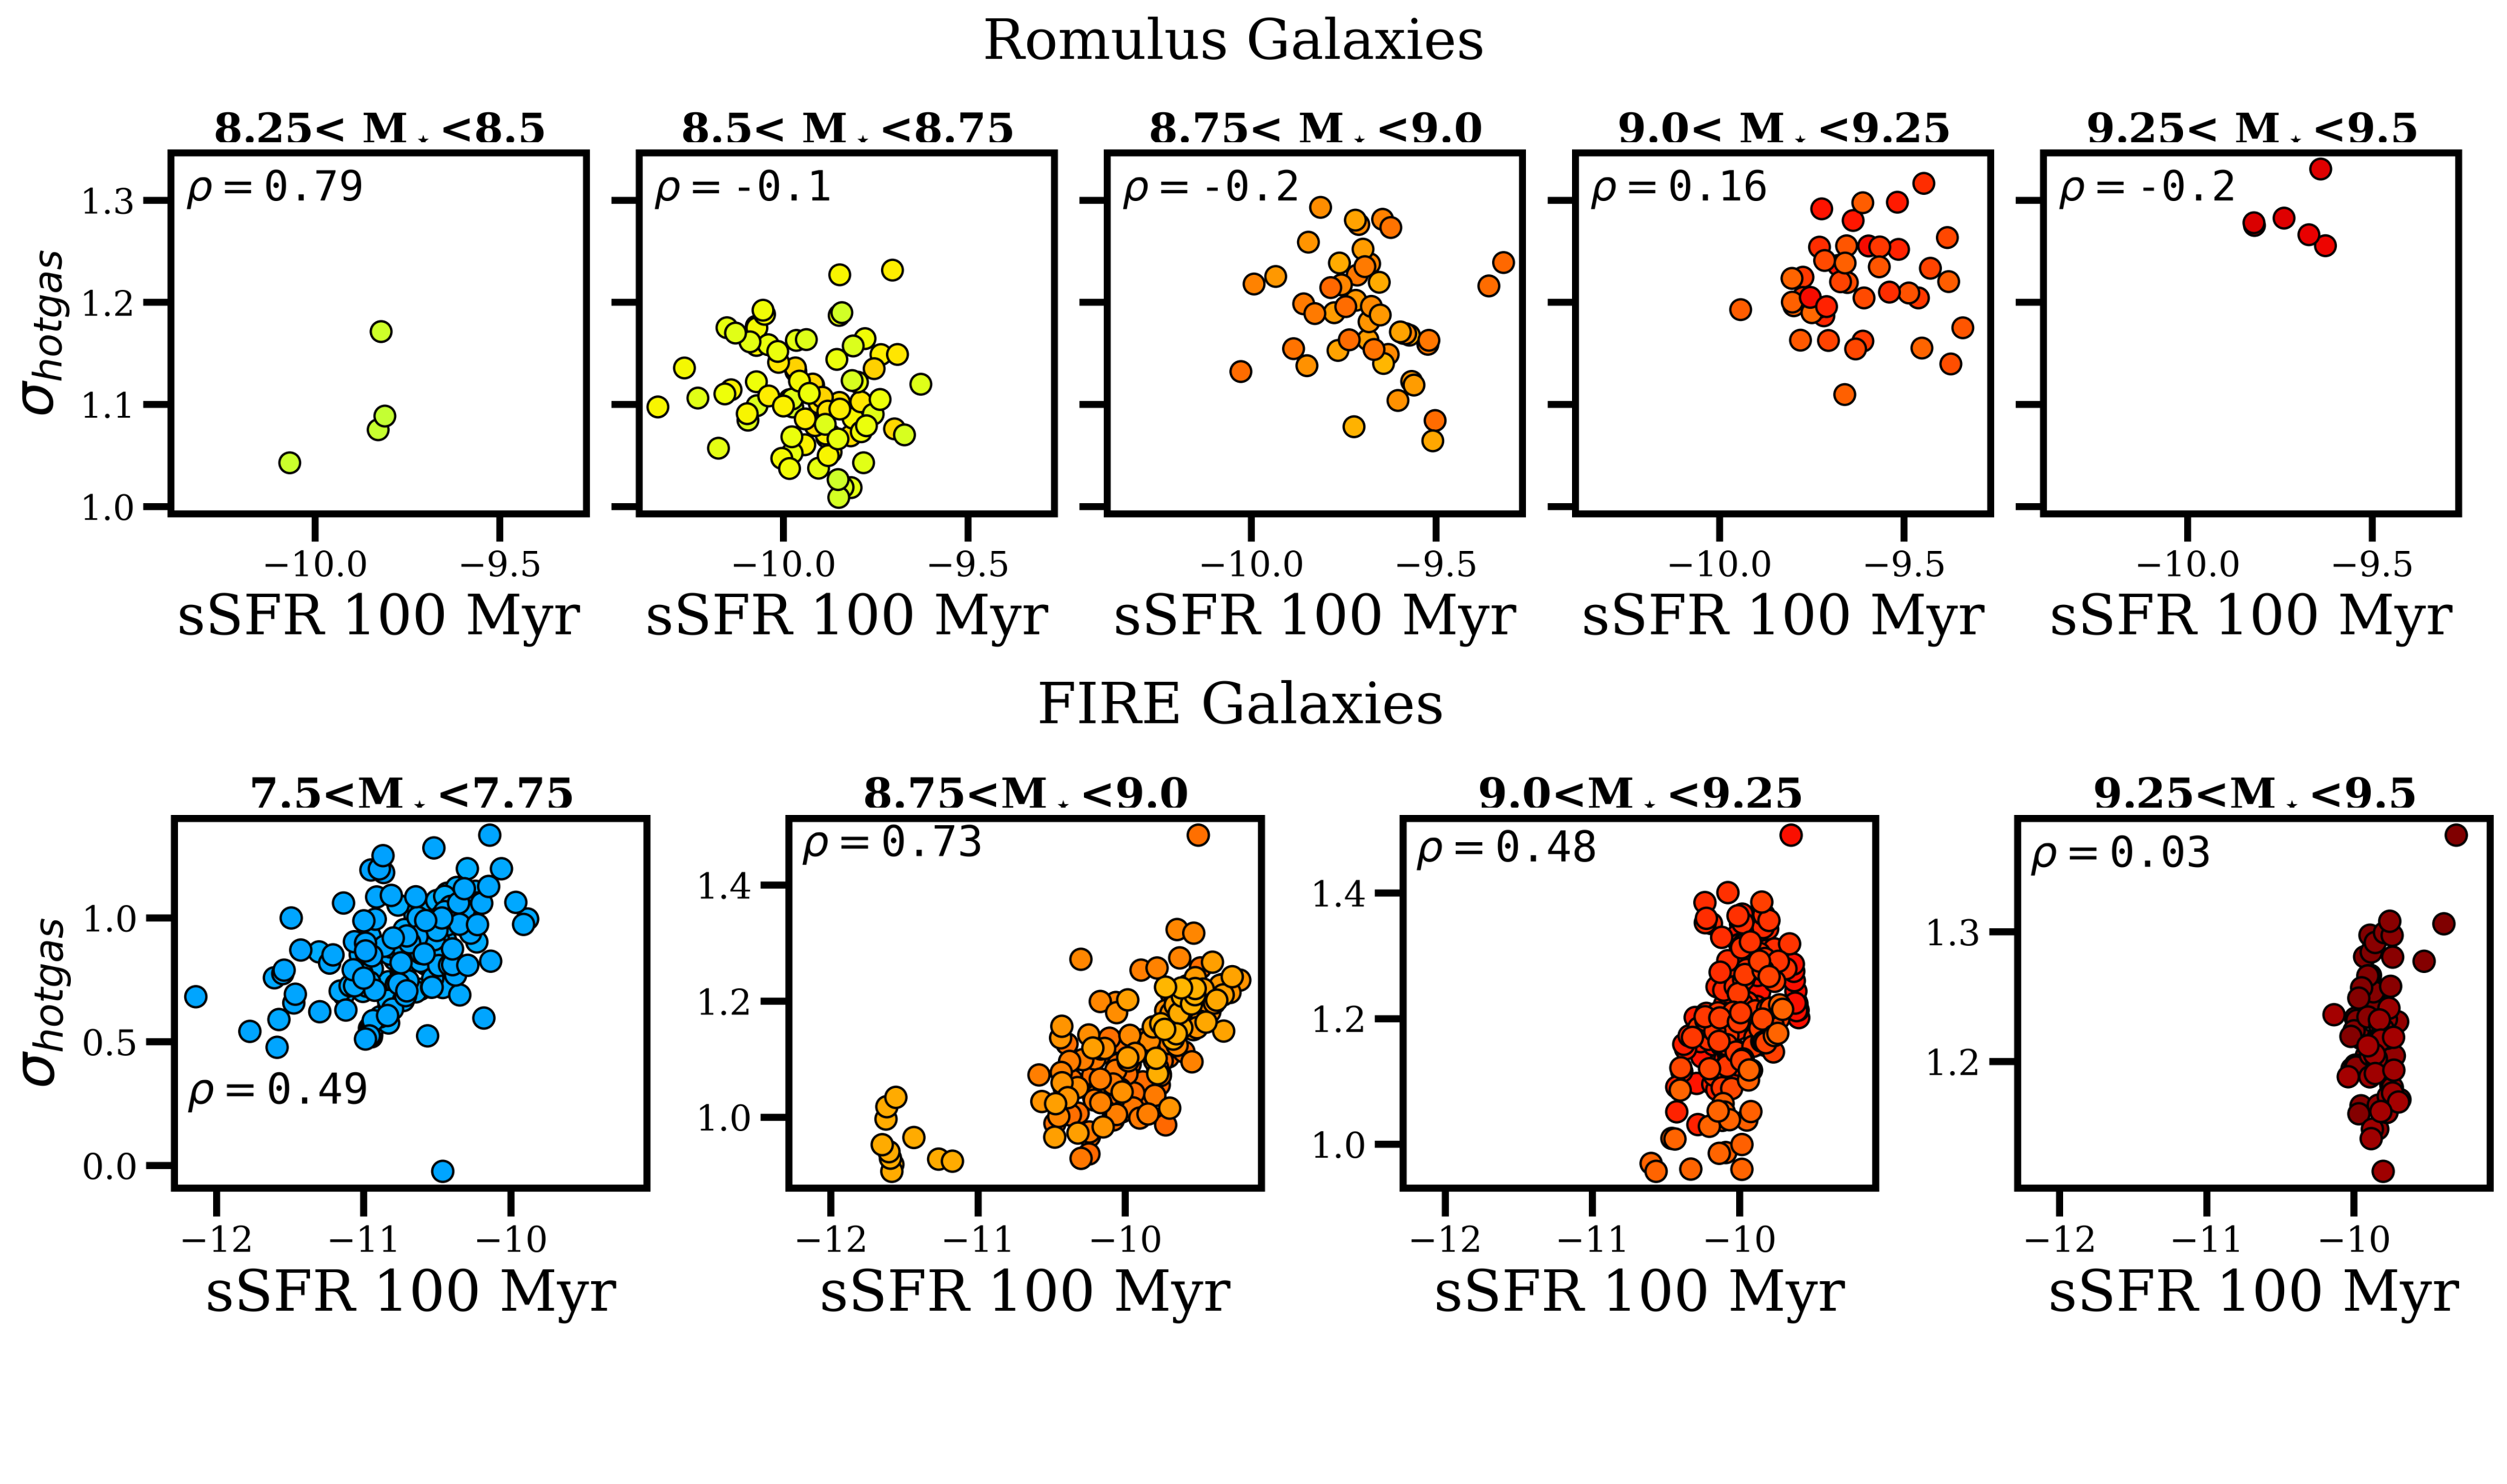 Romulus Galaxies
8.25< M⋆<8.5 8.5< M⋆<8.75 8.75< M⋆<9.0 9.0< M⋆<9.25 9.25< M⋆<9.5
ρ = 0.79 ρ = -0.1 ρ = -0.2 ρ = 0.16 ρ = -0.2
1.3
1.2
1.1
1.0
σhotgas
−10.0 −9.5 −10.0 −9.5 −10.0 −9.5 −10.0 −9.5 −10.0 −9.5
sSFR 100 Myr sSFR 100 Myr sSFR 100 Myr sSFR 100 Myr sSFR 100 Myr
FIRE Galaxies
7.5<M⋆<7.75 8.75<M⋆<9.0 9.0<M⋆<9.25 9.25<M⋆<9.5
ρ = 0.73 ρ = 0.48 ρ = 0.03
1.4 1.4
1.0 1.3
1.2 1.2
0.5 1.2
ρ = 0.49
1.0 1.0
0.0
σhotgas
−12 −11 −10 −12 −11 −10 −12 −11 −10 −12 −11 −10
sSFR 100 Myr sSFR 100 Myr sSFR 100 Myr sSFR 100 Myr